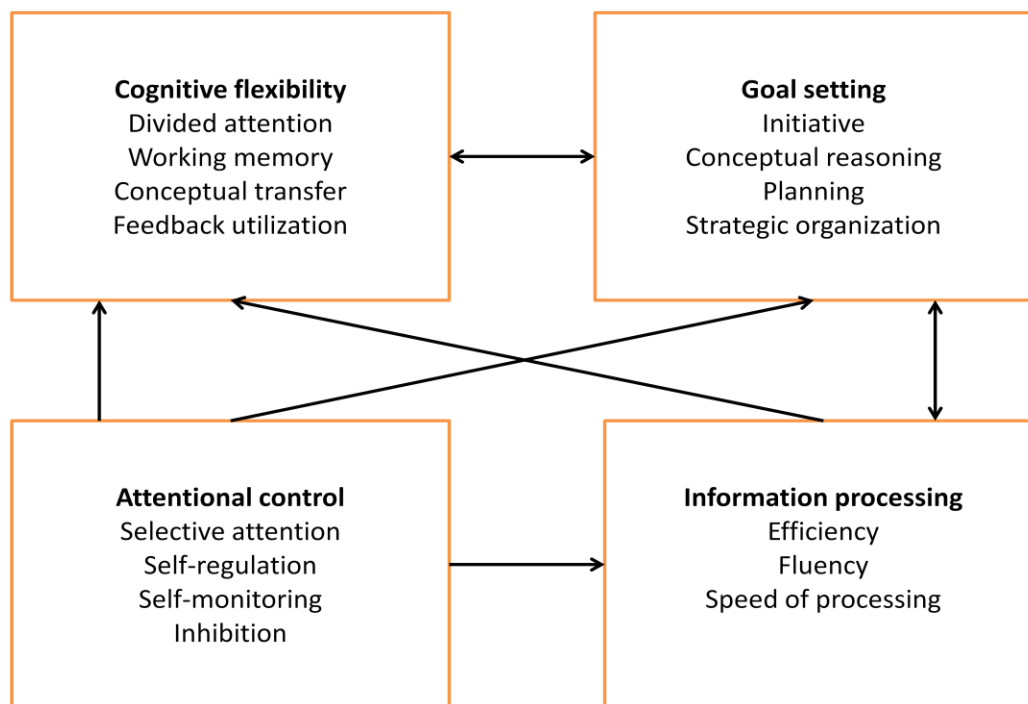 Cognitive flexibility
Divided attention
Working memory
Conceptual transfer
Feedback utilization
Goal setting
Initiative
Conceptual reasoning
Planning
Strategic organization
Attentional control
Selective attention
Self-regulation
Self-monitoring
Inhibition
Information processing
Efficiency
Fluency
Speed of processing